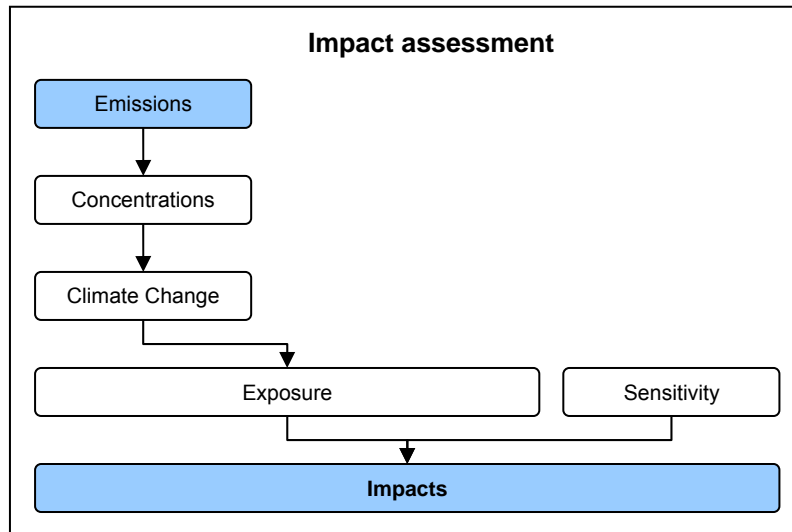 Impact assessment
Emissions
Concentrations
Climate Change
Exposure
Sensitivity
Impacts